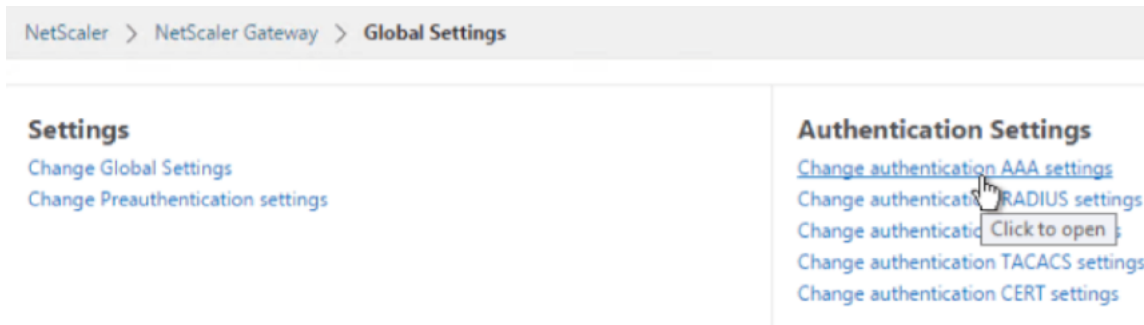 NetScaler > NetScaler Gateway > Global Settings
Settings
Change Global Settings
Change Preauthentication settings
Authentication Settings
Change authentication AAA settings
Change authenticati RADIUS settings
Change authenticatio s
Click to open
Change authentication TACACS settings
Change authentication CERT settings